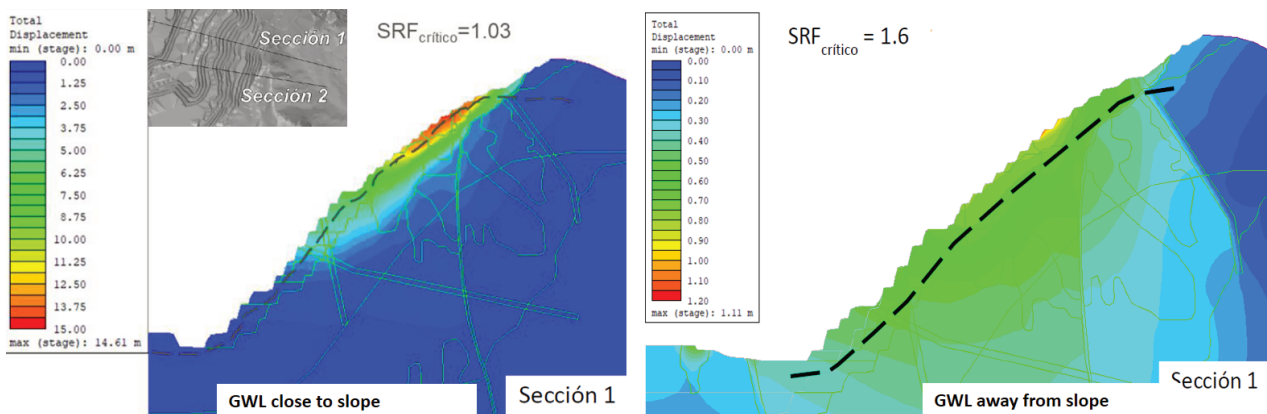 Total
Displacement
min (stage): 0.00 m
0.00
1.25
2.50
3.75
5.00
6.25
7.50
8.75
10.00
11.25
12.50
13.75
15.00
max (stage): 14.61 m
Sección 1
Sección 2
SRFcrítico=1.03
GWL close to slope
Sección 1
Total
Displacement
min (stage): 0.00 m
0.00
0.10
0.20
0.30
0.40
0.50
0.60
0.70
0.80
0.90
1.00
1.10
1.20
max (stage): 1.11 m
SRFcrítico = 1.6
GWL away from slope
Sección 1